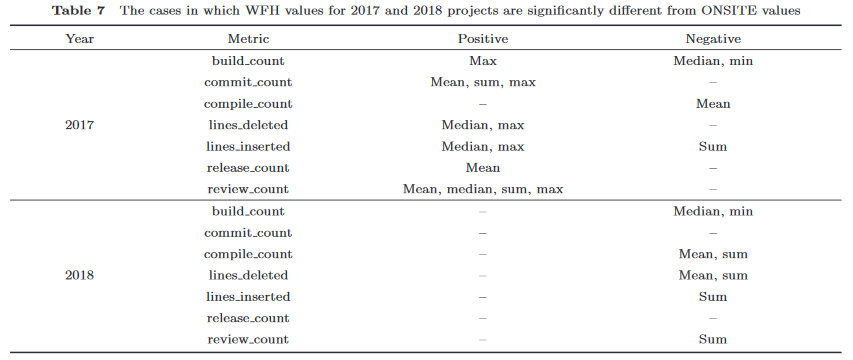 Table 7 The cases in which WFH values for 2017 and 2018 projects are significantly different from ONSITE values
Year Metric Positive Negative
build_count Max Median, min
commit_count Mean, sum, max –
compile_count – Mean
2017 lines_deleted Median, max –
lines_inserted Median, max Sum
release_count Mean –
review_count Mean, median, sum, max –
build_count – Median, min
commit_count – –
compile_count – Mean, sum
2018 lines_deleted – Mean, sum
lines_inserted – Sum
release_count – –
review_count – Sum